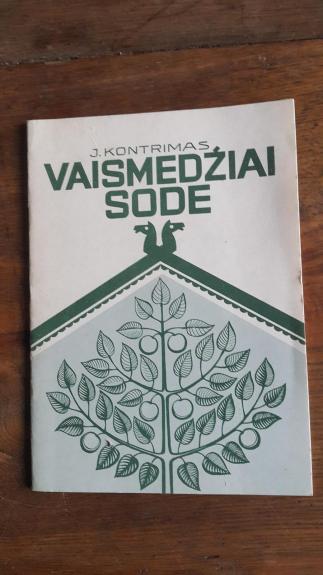 J. KONTRIMAS
VAISMEDŽIAI
SODE